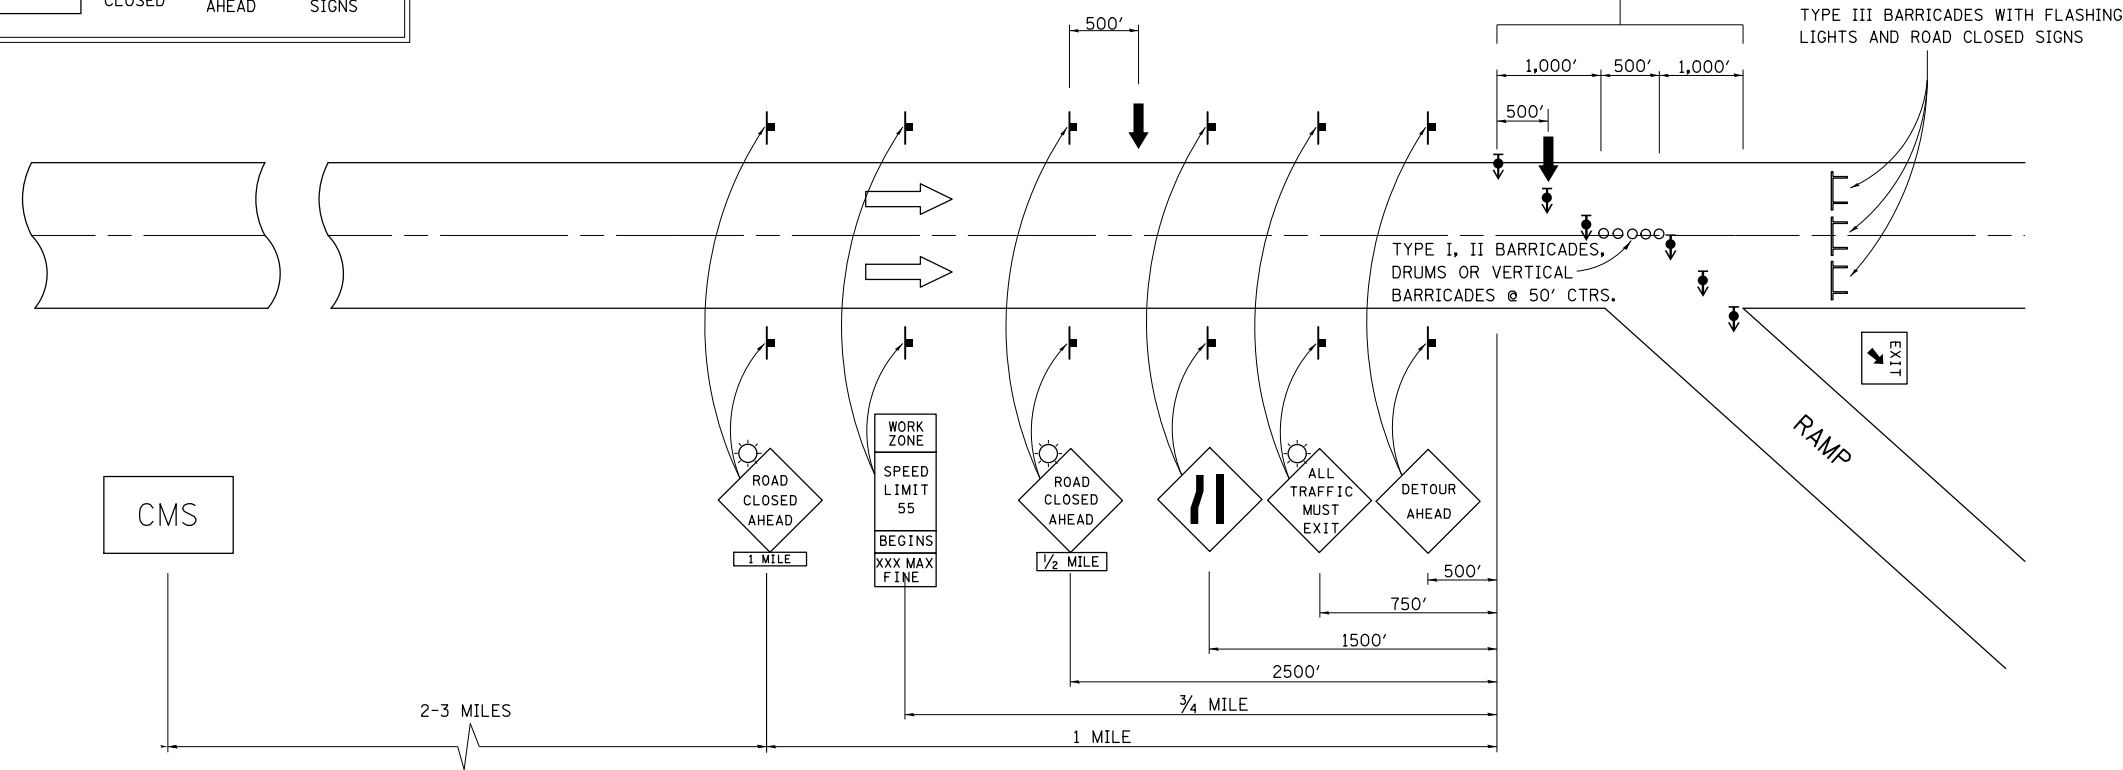 CLOSED
AHEAD
SIGNS
500'
TYPE III BARRICADES WITH FLASHING
LIGHTS AND ROAD CLOSED SIGNS
1,000'
500'
1,000'
500'
TYPE I, II BARRICADES,
DRUMS OR VERTICAL
BARRICADES @ 50' CTRS.
EXIT
RAMP
CMS
ROAD
CLOSED
AHEAD
1 MILE
WORK
ZONE
SPEED
LIMIT
55
BEGINS
XXX MAX
FINE
ROAD
CLOSED
AHEAD
1/2 MILE
ALL
TRAFFIC
MUST
EXIT
DETOUR
AHEAD
500'
750'
1500'
2500'
3/4 MILE
2-3 MILES
1 MILE